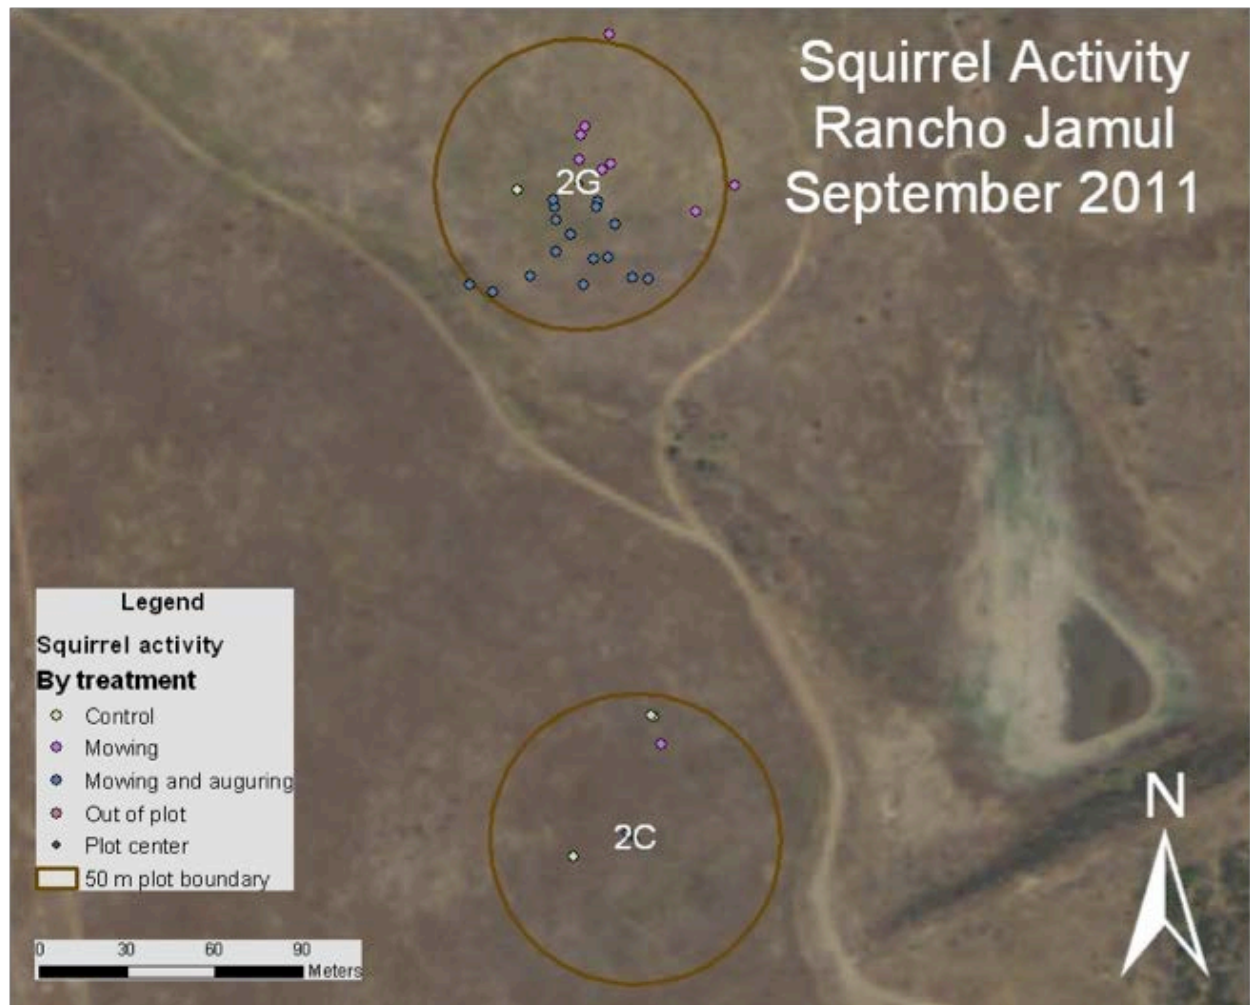 Squirrel Activity
Rancho Jamul
September 2011
2G
2C
Legend
Squirrel activity
By treatment
Control
Mowing
Mowing and auguring
Out of plot
Plot center
50 m plot boundary
0 30 60 90
Meters
N